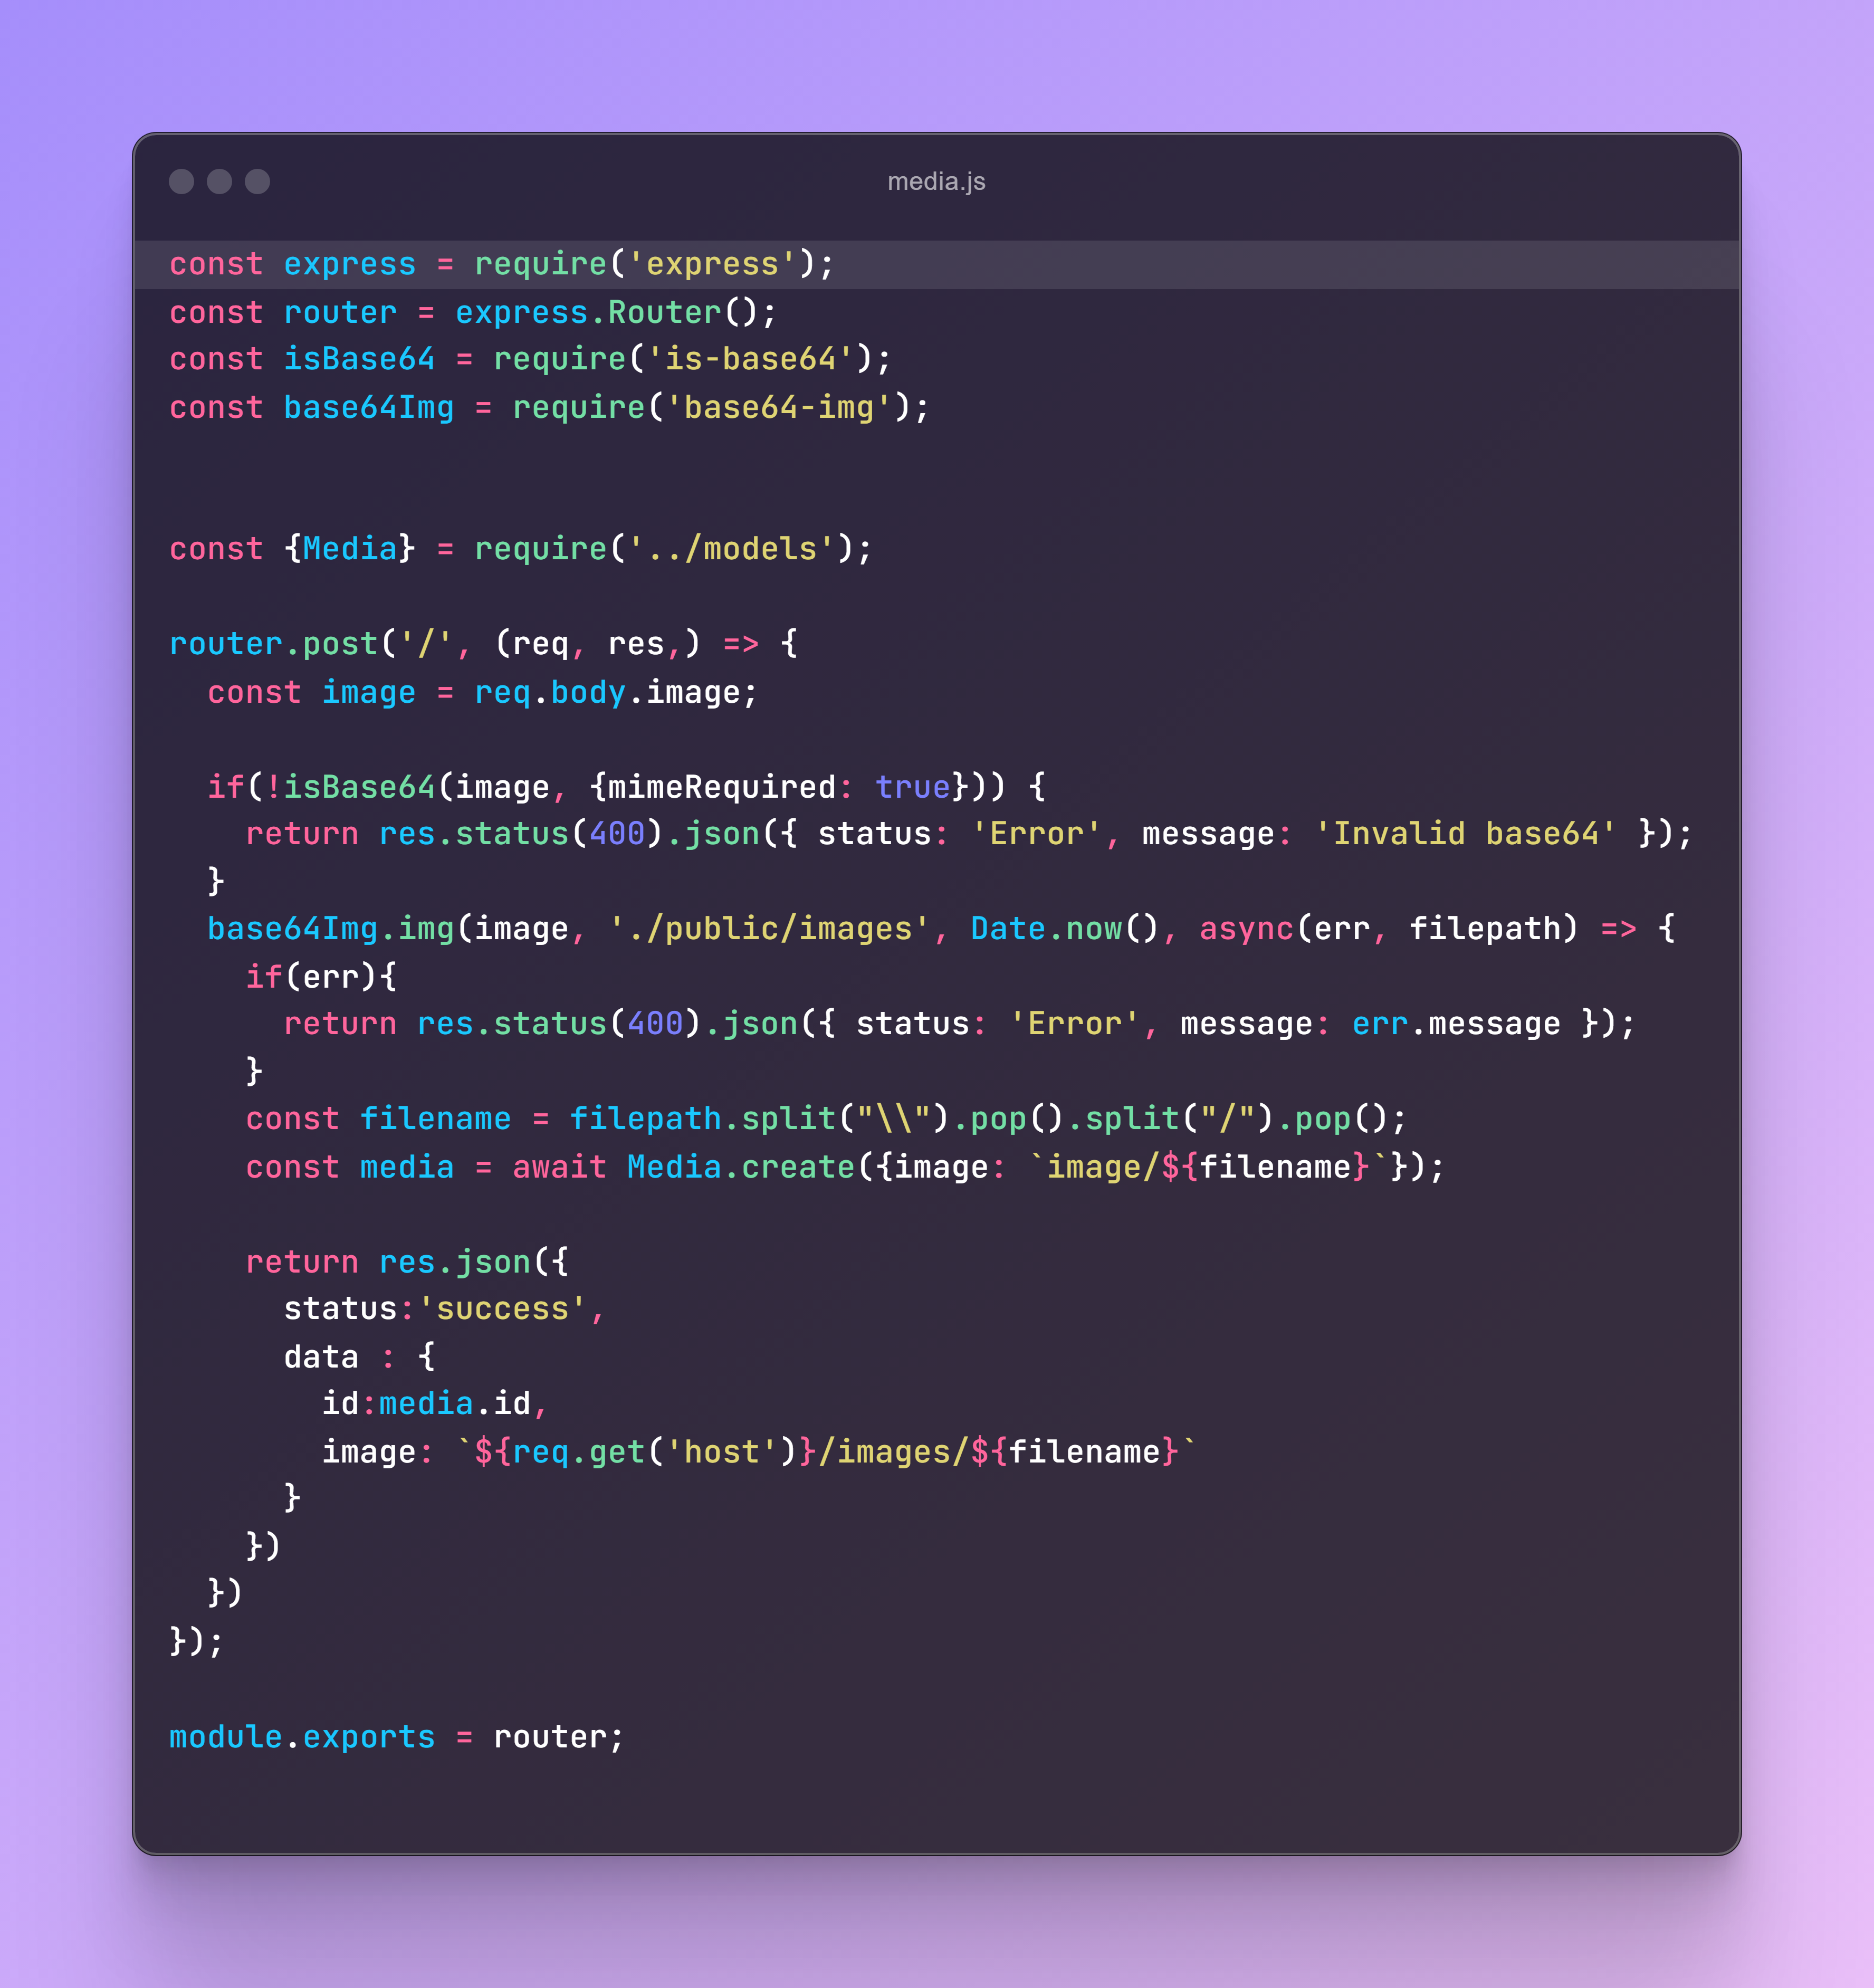 media.js
const express = require('express');
const router = express.Router();
const isBase64 = require('is-base64');
const base64Img = require('base64-img');
const {Media} = require('../models');
router.post('/', (req, res,) => {
  const image = req.body.image;
  if(!isBase64(image, {mimeRequired: true})) {
    return res.status(400).json({ status: 'Error', message: 'Invalid base64' });
  }
  base64Img.img(image, './public/images', Date.now(), async(err, filepath) => {
    if(err){
      return res.status(400).json({ status: 'Error', message: err.message });
    }
    const filename = filepath.split("\\").pop().split("/").pop();
    const media = await Media.create({image: `image/${filename}`});
    return res.json({
      status:'success',
      data : {
        id:media.id,
        image: `${req.get('host')}/images/${filename}`
      }
    })
  })
});
module.exports = router;